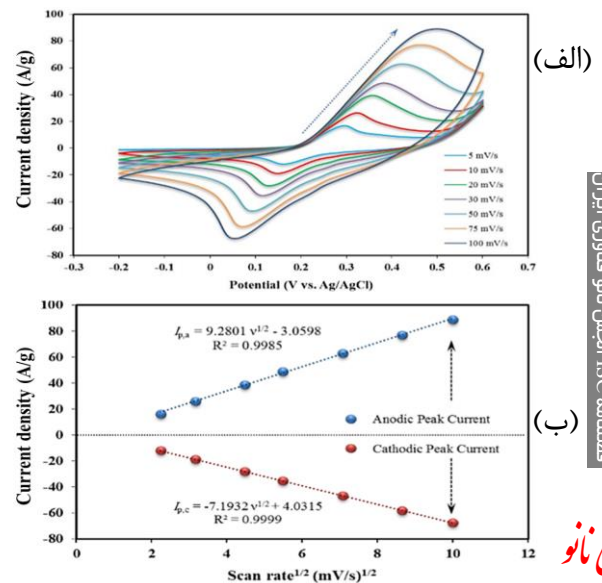 (الف)
100
80
60
40
20
0
-20
-40
-60
-80
Current density (A/g)
5 mV/s
10 mV/s
20 mV/s
30 mV/s
50 mV/s
75 mV/s
100 mV/s
-0.3 -0.2 -0.1 0 0.1 0.2 0.3 0.4 0.5 0.6 0.7
Potential (V vs. Ag/AgCl)
(ب)
100
80
60
40
20
0
-20
-40
-60
-80
Current density (A/g)
Ip,a = 9.2801 ν1/2 - 3.0598
R² = 0.9985
Anodic Peak Current
Cathodic Peak Current
Ip,c = -7.1932 ν1/2 + 4.0315
R² = 0.9999
0 2 4 6 8 10 12
Scan rate1/2 (mV/s)1/2
نانو